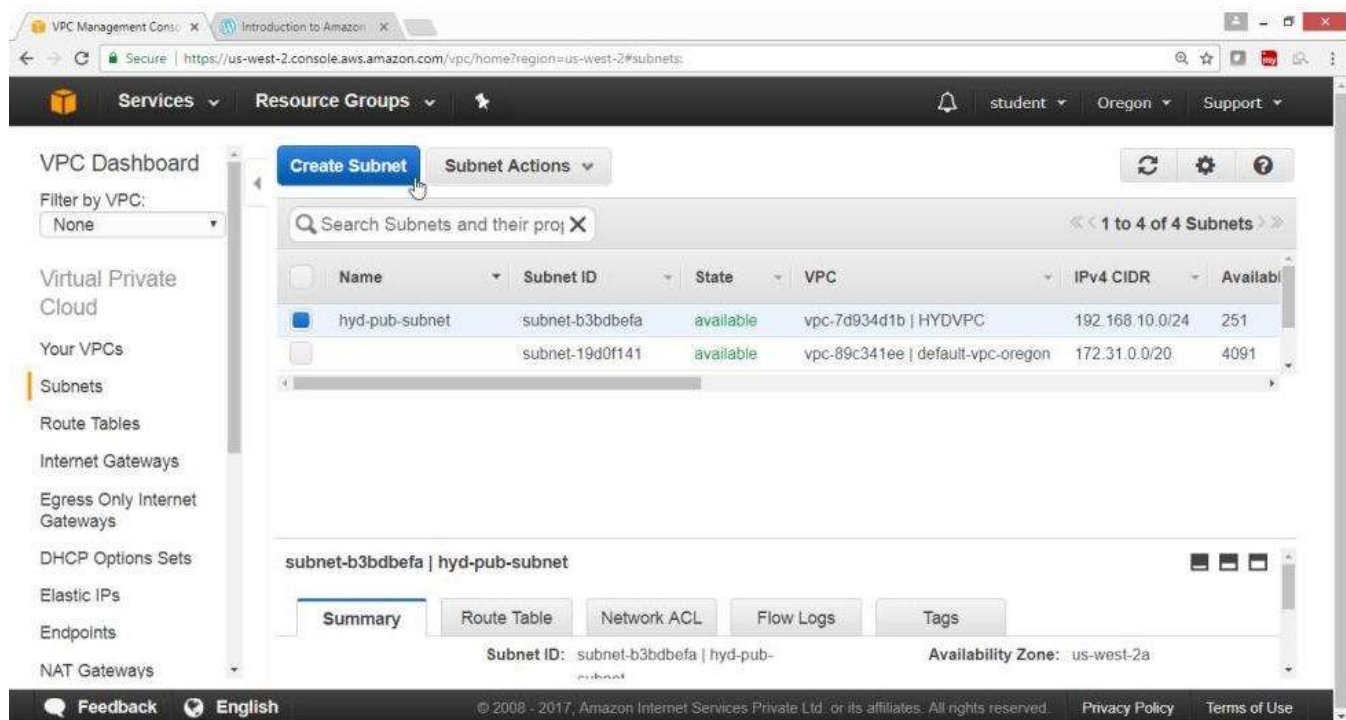 VPC Management Conso
Introduction to Amazon
Secure | https://us-west-2.console.aws.amazon.com/vpc/home?region=us-west-2#subnets:
my
Services
Resource Groups
student
Oregon
Support
VPC Dashboard
Filter by VPC:
None
Virtual Private
Cloud
Your VPCs
Subnets
Route Tables
Internet Gateways
Egress Only Internet
Gateways
DHCP Options Sets
Elastic IPs
Endpoints
NAT Gateways
Create Subnet
Subnet Actions
Search Subnets and their pro
1 to 4 of 4 Subnets
Name Subnet ID State VPC IPv4 CIDR Availabl
hyd-pub-subnet subnet-b3bdbefa available vpc-7d934d1b | HYDVPC 192.168.10.0/24 251
subnet-19d0f141 available vpc-89c341ee | default-vpc-oregon 172.31.0.0/20 4091
subnet-b3bdbefa | hyd-pub-subnet
Summary
Route Table
Network ACL
Flow Logs
Tags
Subnet ID: subnet-b3bdbefa | hyd-pub-
subnet
Availability Zone: us-west-2a
Feedback
English
© 2008 - 2017, Amazon Internet Services Private Ltd. or its affiliates. All rights reserved.
Privacy Policy
Terms of Use